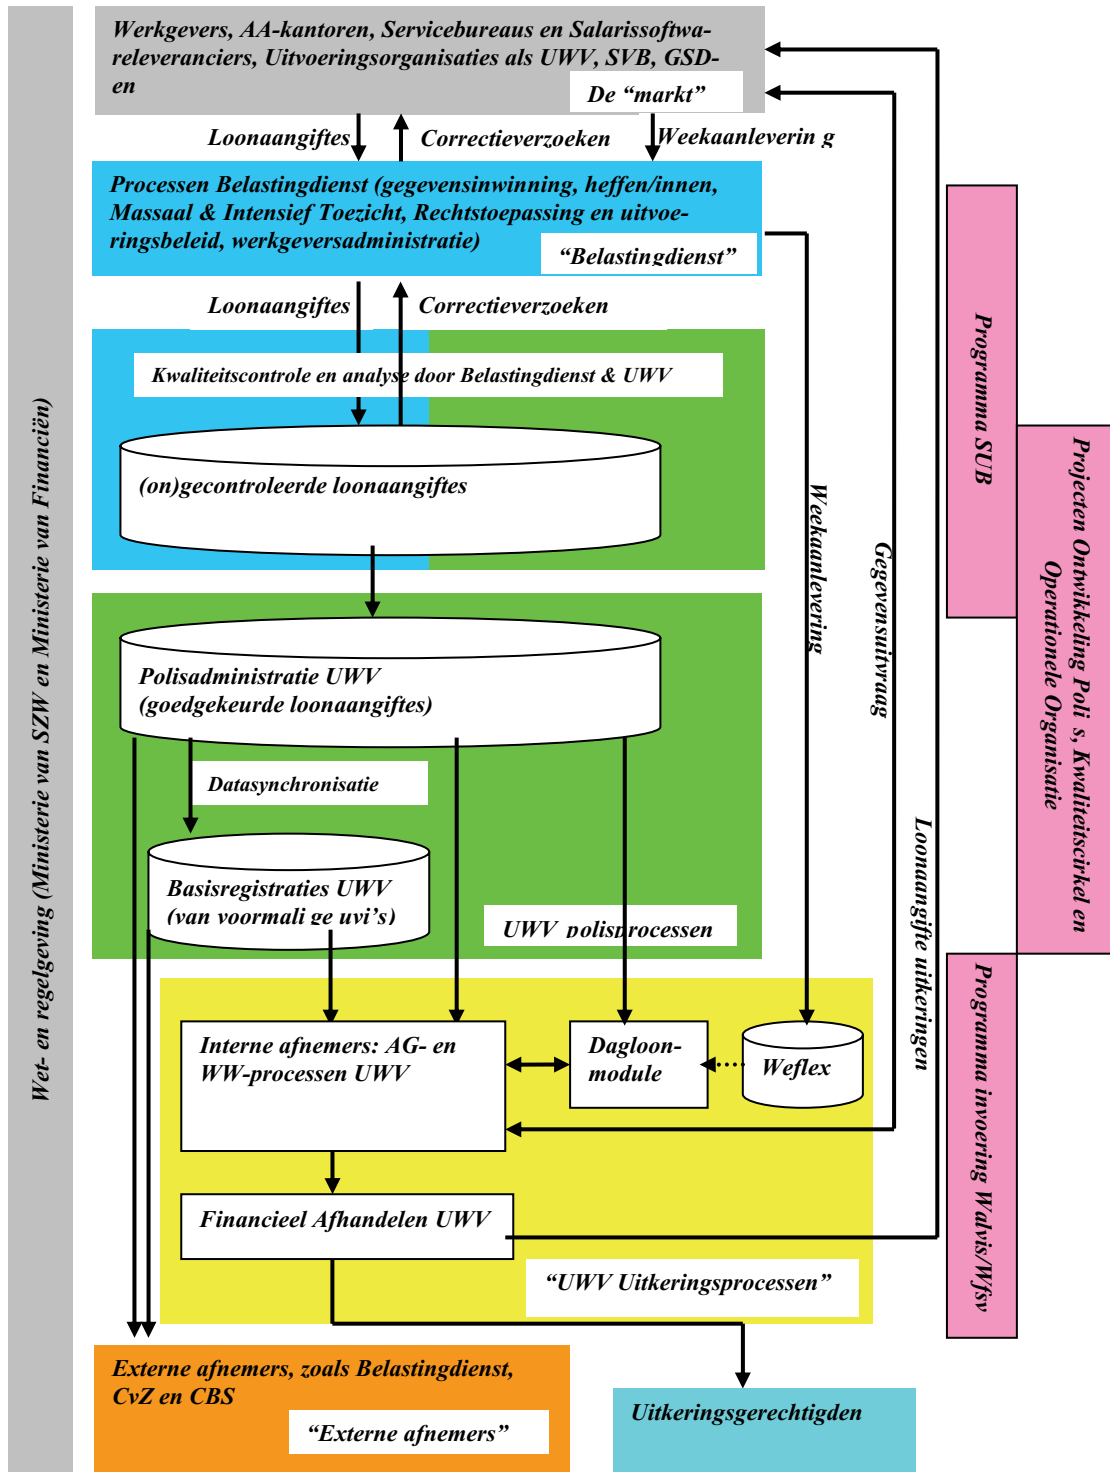 Werkgevers, AA-kantoren, Servicebureaus en Salarissoftwa-
releveranciers, Uitvoeringsorganisaties als UWV, SVB, GSD-
en
De “markt”
Loonaangiftes
Correctieverzoeken
Weekaanleverin g
Processen Belastingdienst (gegevensinwinning, heffen/innen,
Massaal & Intensief Toezicht, Rechtstoepassing en uitvoe-
ringsbeleid, werkgeversadministratie)
“Belastingdienst”
Loonaangiftes
Correctieverzoeken
Kwaliteitscontrole en analyse door Belastingdienst & UWV
(on)gecontroleerde loonaangiftes
Polisadministratie UWV
(goedgekeurde loonaangiftes)
Datasynchronisatie
Basisregistraties UWV
(van voormali ge uvi’s)
UWV polisprocessen
Interne afnemers: AG- en
WW-processen UWV
Dagloon-
module
Weflex
Financieel Afhandelen UWV
“UWV Uitkeringsprocessen”
Externe afnemers, zoals Belastingdienst,
CvZ en CBS
“Externe afnemers”
Uitkeringsgerechtigden
Wet- en regelgeving (Ministerie van SZW en Ministerie van Financiën)
Weekaanlevering
Gegevensuitvraag
Loonaangifte uitkeringen
Programma SUB
Projecten Ontwikkeling Poli s, Kwaliteitscirkel en
Operationele Organisatie
Programma invoering Walvis/Wfsv